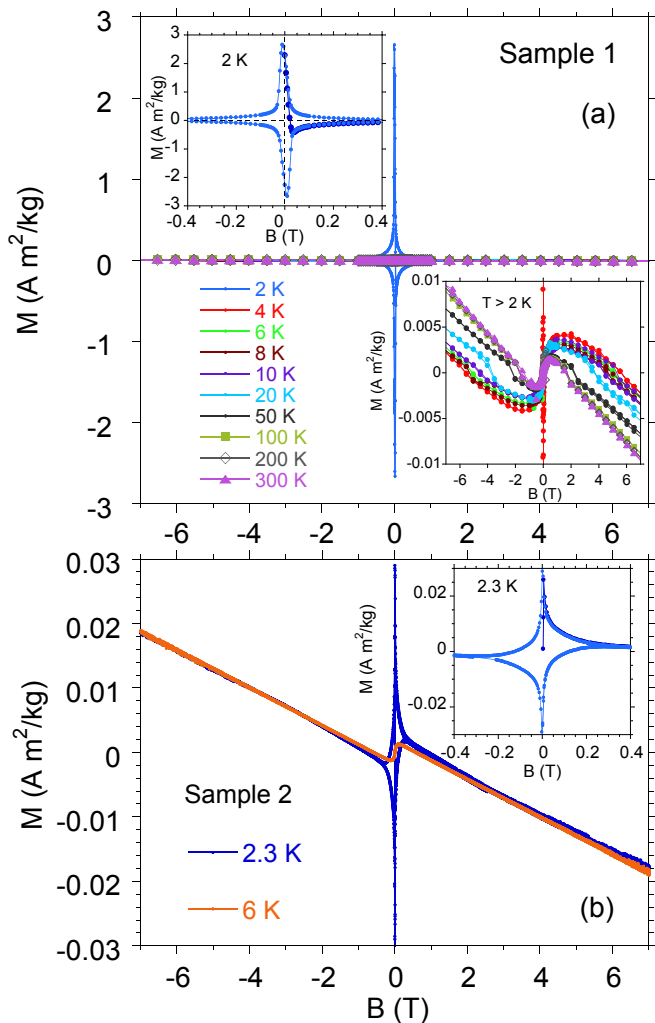 Sample 1
(a)
M (A m²/kg)
3
2
1
0
-1
-2
-3
-6 -4 -2 0 2 4 6
2 K
M (A m²/kg)
3
2
1
0
-1
-2
-3
-0.4 -0.2 0 0.2 0.4
B (T)
2 K
4 K
6 K
8 K
10 K
20 K
50 K
100 K
200 K
300 K
T > 2 K
M (A m²/kg)
0.01
0.005
0
-0.005
-0.01
-6 -4 -2 0 2 4 6
B (T)
M (A m²/kg)
0.03
0.02
0.01
0
-0.01
-0.02
-0.03
2.3 K
M (A m²/kg)
0.02
0
-0.02
-0.4 -0.2 0 0.2 0.4
B (T)
Sample 2
2.3 K
6 K
(b)
-6 -4 -2 0 2 4 6
B (T)